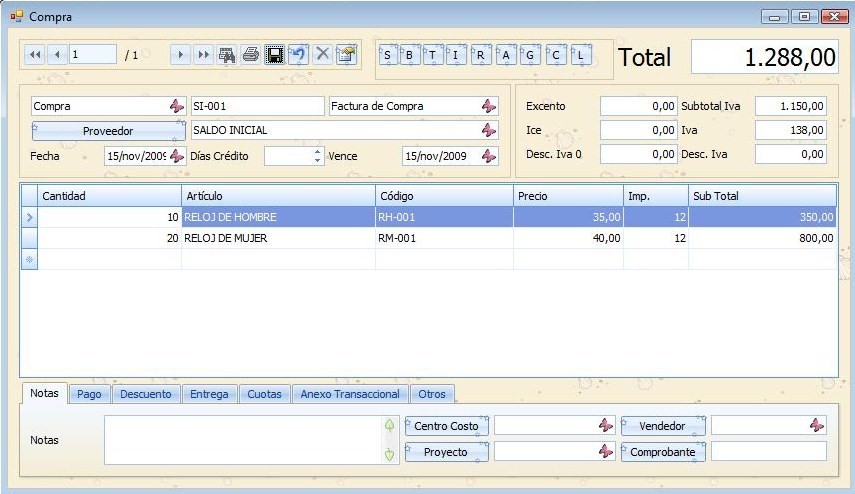 Compra
1 / 1 S B T I R A G C L Total 1.288,00
Compra SI-001 Factura de Compra
Proveedor SALDO INICIAL
Fecha 15/nov/2009 Días Crédito Vence 15/nov/2009
Excento 0,00 Subtotal Iva 1.150,00
Ice 0,00 Iva 138,00
Desc. Iva 0 0,00 Desc. Iva 0,00
Cantidad Artículo Código Precio Imp. Sub Total
10 RELOJ DE HOMBRE RH-001 35,00 12 350,00
20 RELOJ DE MUJER RM-001 40,00 12 800,00
Notas Pago Descuento Entrega Cuotas Anexo Transaccional Otros
Notas
Centro Costo Vendedor
Proyecto Comprobante